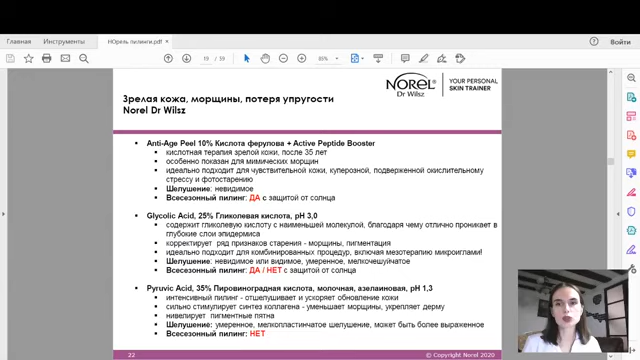 Главная
Инструменты
НОрель пилинги.pdf
×
Войти
19 / 59
85%
NOREL®
Dr Wilsz
YOUR PERSONAL
SKIN TRAINER
Зрелая кожа, морщины, потеря упругости
Norel Dr Wilsz
Anti-Age Peel 10% Кислота ферулова + Active Peptide Booster
кислотная терапия зрелой кожи, после 35 лет
особенно показан для мимических морщин
идеально подходит для чувствительной кожи, куперозной, подверженной окислительному
стрессу и фотостарению
Шелушение: невидимое
Всесезонный пилинг: ДА с защитой от солнца
Glycolic Acid, 25% Гликолевая кислота, pH 3,0
содержит гликолевую кислоту с наименьшей молекулой, благодаря чему отлично проникает в
глубокие слои эпидермиса
корректирует ряд признаков старения - морщины, пигментация
идеально подходит для комбинированных процедур, включая мезотерапию микроиглами!
Шелушение: невидимое или видимое, умеренное, мелкочешуйчатое
Всесезонный пилинг: ДА / НЕТ с защитой от солнца
Pyruvic Acid, 35% Пировиноградная кислота, молочная, азелаиновая, pH 1,3
интенсивный пилинг - отшелушивает и ускоряет обновление кожи
сильно стимулирует синтез коллагена - уменьшает морщины, укрепляет дерму
нивелирует пигментные пятна
Шелушение: умеренное, мелкопластинчатое шелушение, может быть более выраженное
Всесезонный пилинг: НЕТ
22
© Copyright Norel 2020